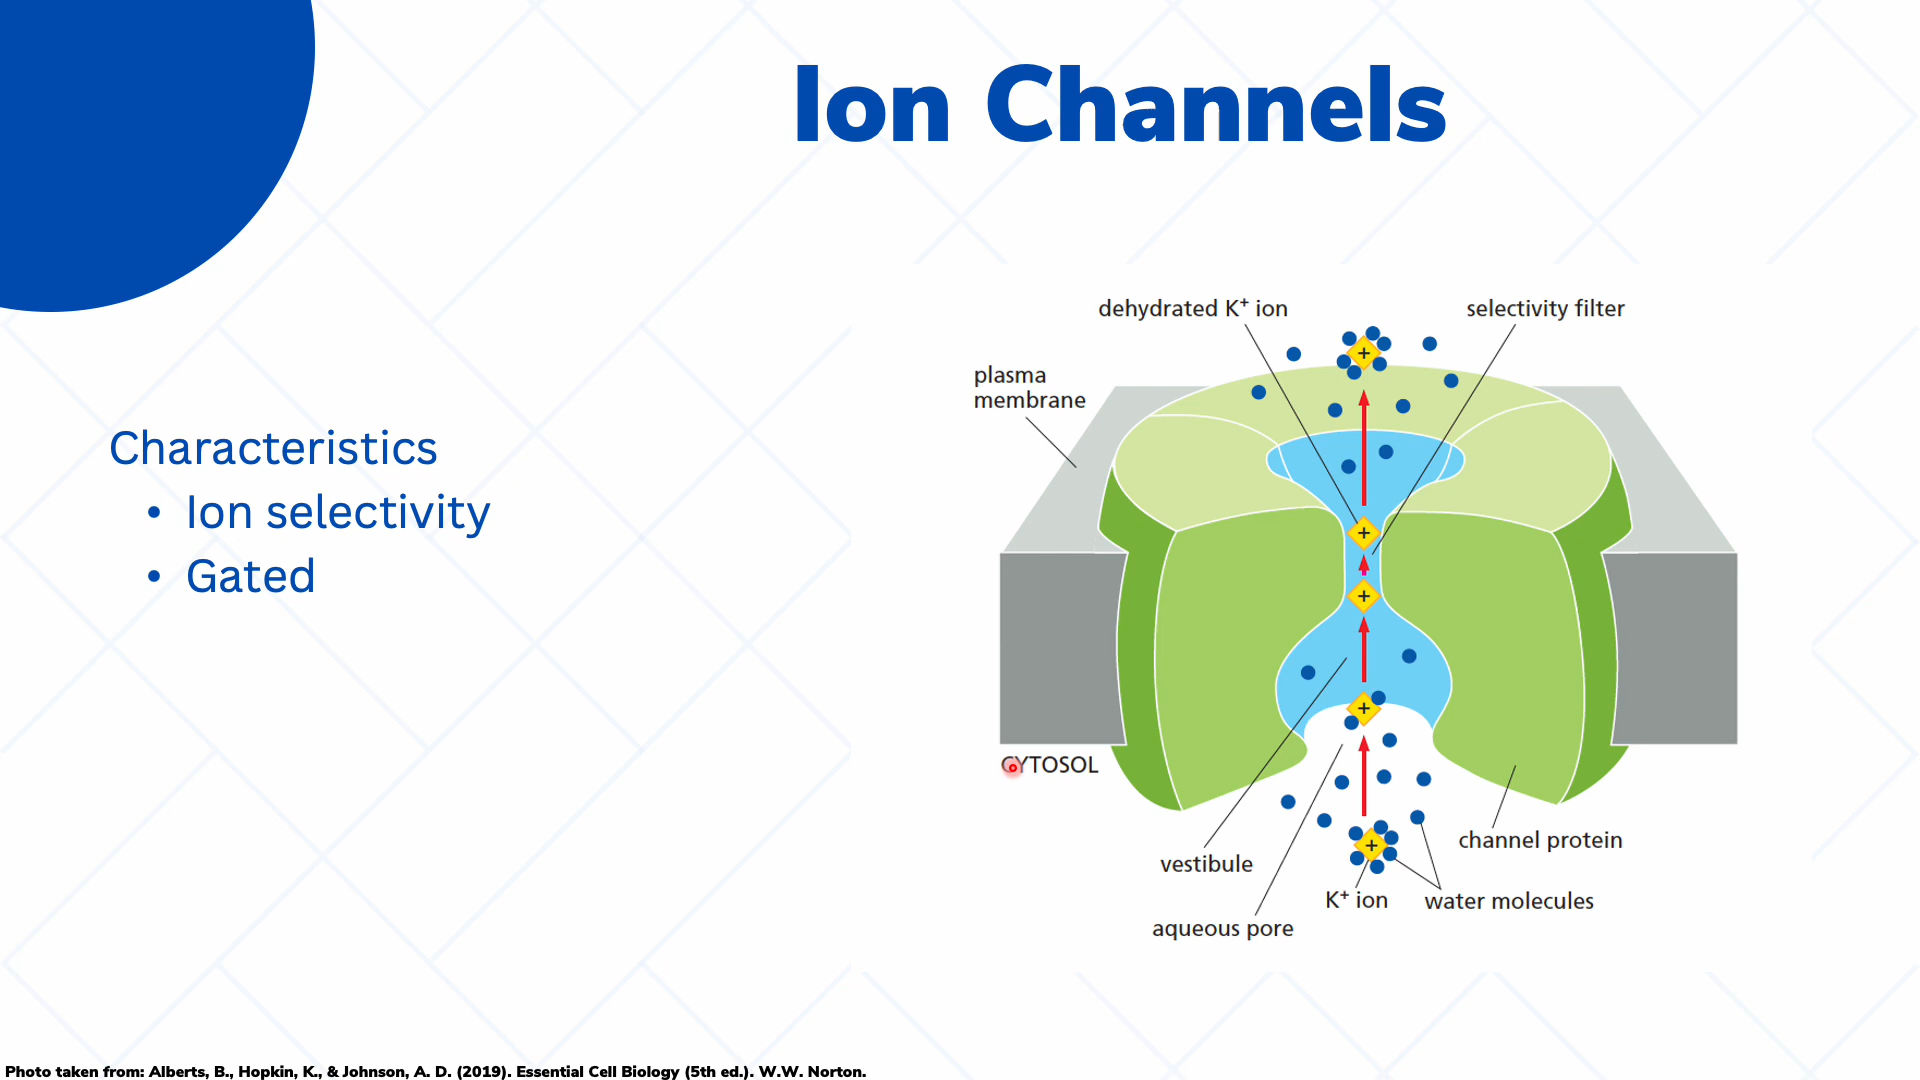 Ion Channels
dehydrated K⁺ ion
selectivity filter
plasma
membrane
Characteristics
• Ion selectivity
• Gated
CYTOSOL
channel protein
vestibule
K⁺ ion
water molecules
aqueous pore
Photo taken from: Alberts, B., Hopkin, K., & Johnson, A. D. (2019). Essential Cell Biology (5th ed.). W.W. Norton.